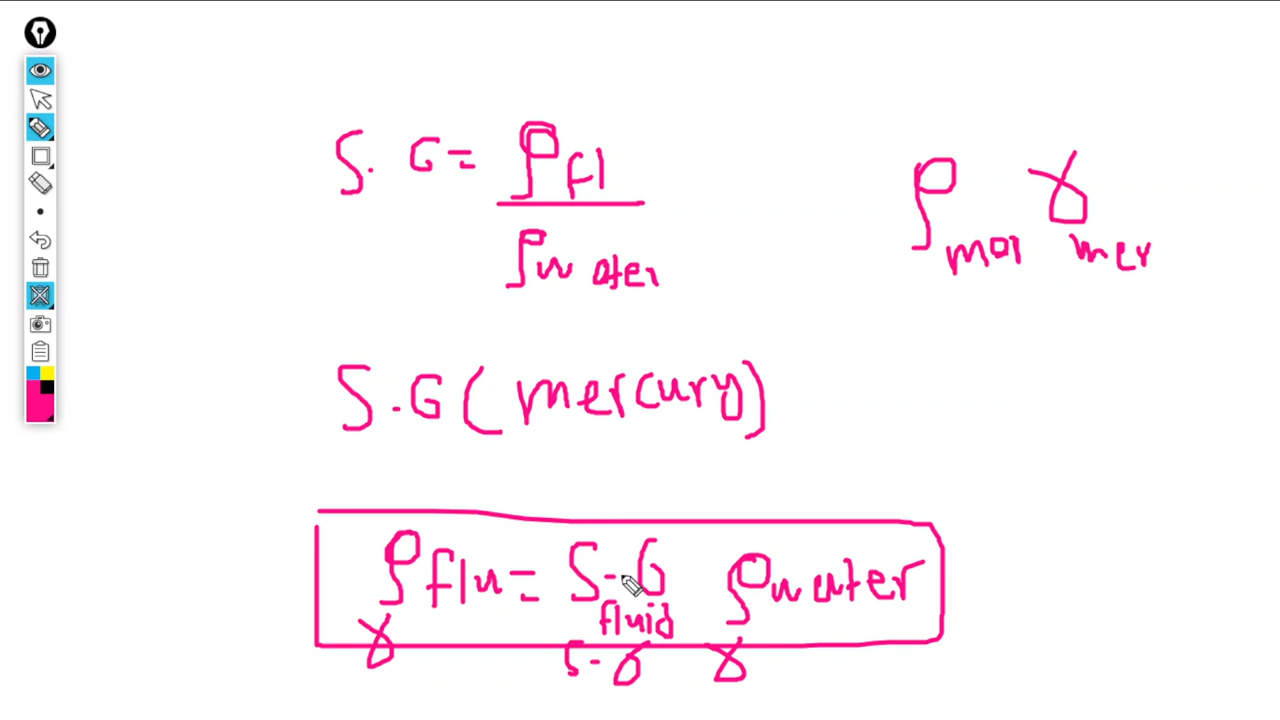 S. G = ρfl / ρwater
ρmer γmer
S.G (mercury)
ρflu = S.G fluid ρwater
γ S.G γ